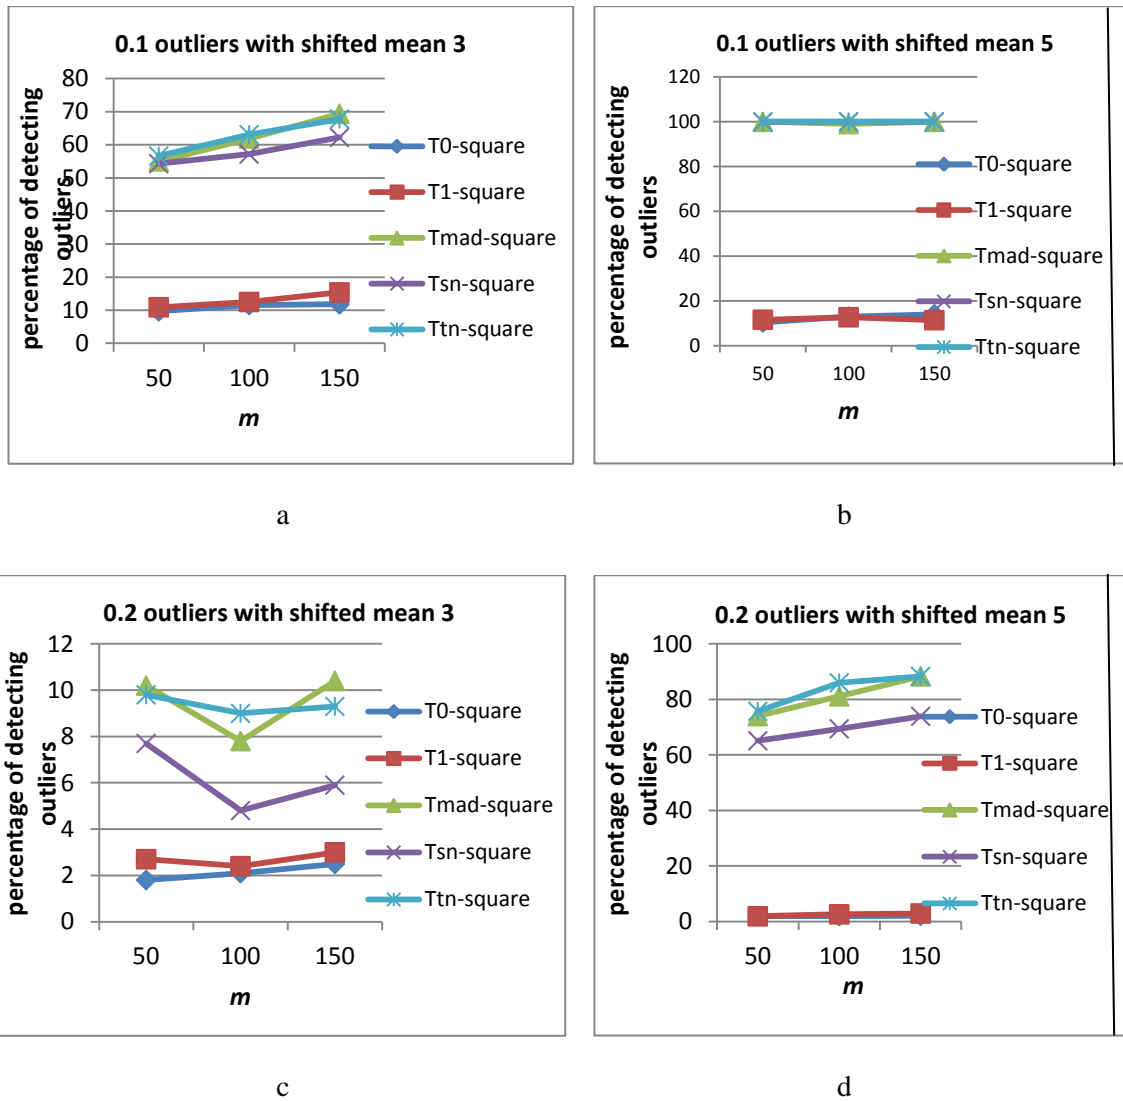 0.1 outliers with shifted mean 3
percentage of detecting
outliers
80
70
60
50
40
30
20
10
0
50 100 150
m
T0-square
T1-square
Tmad-square
Tsn-square
Ttn-square
a
0.1 outliers with shifted mean 5
percentage of detecting
outliers
120
100
80
60
40
20
0
50 100 150
m
T0-square
T1-square
Tmad-square
Tsn-square
Ttn-square
b
0.2 outliers with shifted mean 3
percentage of detecting
outliers
12
10
8
6
4
2
0
50 100 150
m
T0-square
T1-square
Tmad-square
Tsn-square
Ttn-square
c
0.2 outliers with shifted mean 5
percentage of detecting
outliers
100
80
60
40
20
0
50 100 150
m
T0-square
T1-square
Tmad-square
Tsn-square
Ttn-square
d